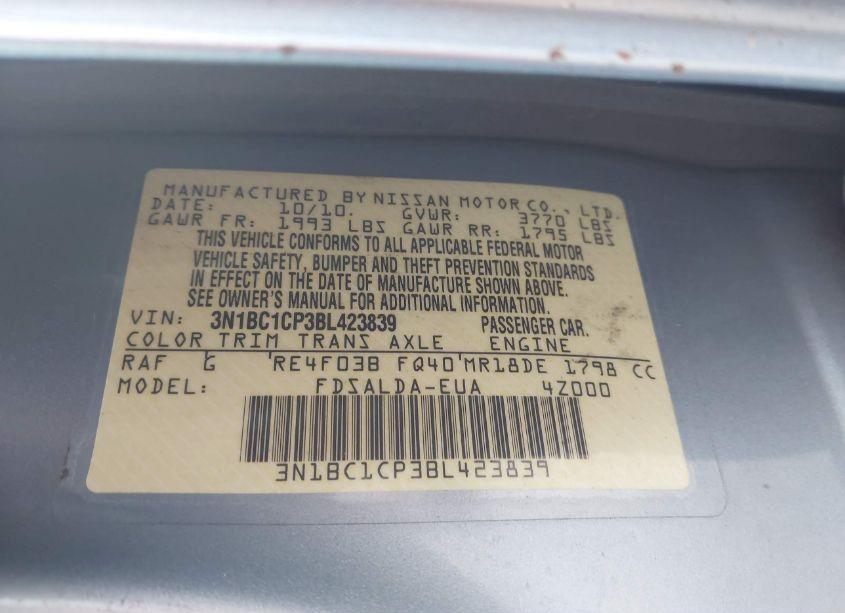 MANUFACTURED BY NISSAN MOTOR CO., LTD.
DATE: 10/10. GVWR: 3770 LBS
GAWR FR: 1993 LBS GAWR RR: 1795 LBS
THIS VEHICLE CONFORMS TO ALL APPLICABLE FEDERAL MOTOR
VEHICLE SAFETY, BUMPER AND THEFT PREVENTION STANDARDS
IN EFFECT ON THE DATE OF MANUFACTURE SHOWN ABOVE.
SEE OWNER'S MANUAL FOR ADDITIONAL INFORMATION.
VIN: 3N1BC1CP3BL423839 PASSENGER CAR.
COLOR TRIM TRANS AXLE ENGINE
RAF G RE4F03B FQ40 MR18DE 1798 CC
MODEL: FDSALDA-EUA 4Z000
3N1BC1CP3BL423839